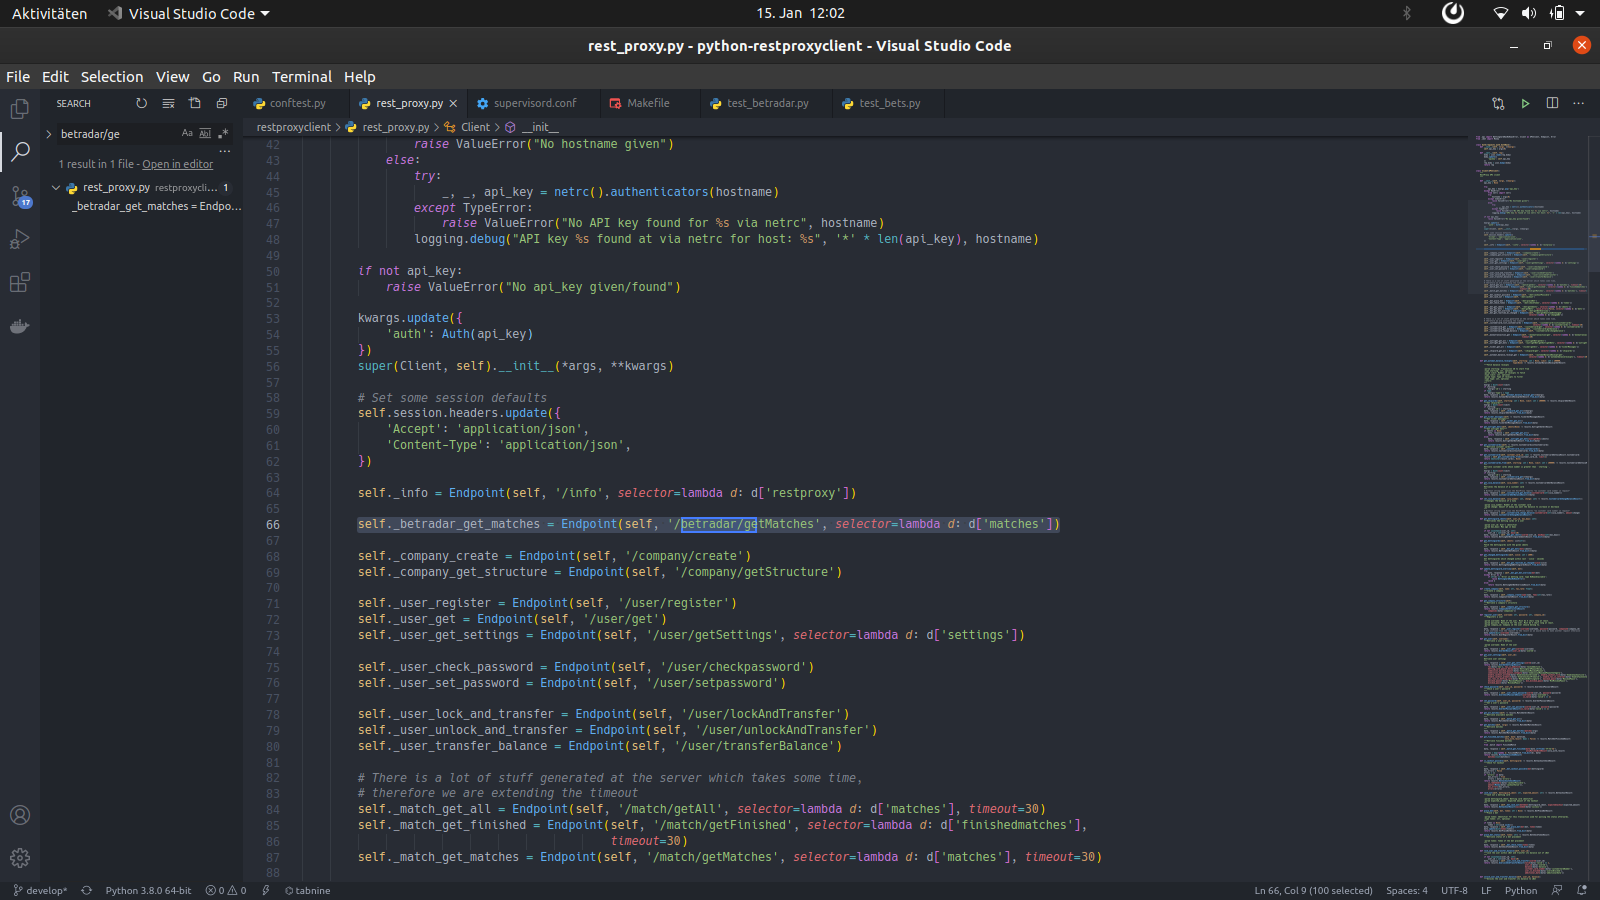 Aktivitäten
Visual Studio Code
15. Jan 12:02
rest_proxy.py - python-restproxyclient - Visual Studio Code
File Edit Selection View Go Run Terminal Help
SEARCH
betradar/ge
Aa Abl .*
...
1 result in 1 file - Open in editor
rest_proxy.py restproxycli... 1
_betradar_get_matches = Endpo...
17
conftest.py rest_proxy.py supervisord.conf Makefile test_betradar.py test_bets.py
restproxyclient > rest_proxy.py > Client > __init__
42 raise ValueError("No hostname given")
43 else:
44 try:
45 _, _, api_key = netrc().authenticators(hostname)
46 except TypeError:
47 raise ValueError("No API key found for %s via netrc", hostname)
48 logging.debug("API key %s found at via netrc for host: %s", '*' * len(api_key), hostname)
49
50 if not api_key:
51 raise ValueError("No api_key given/found")
52
53 kwargs.update({
54 'auth': Auth(api_key)
55 })
56 super(Client, self).__init__(*args, **kwargs)
57
58 # Set some session defaults
59 self.session.headers.update({
60 'Accept': 'application/json',
61 'Content-Type': 'application/json',
62 })
63
64 self._info = Endpoint(self, '/info', selector=lambda d: d['restproxy'])
65
66 self._betradar_get_matches = Endpoint(self, '/betradar/getMatches', selector=lambda d: d['matches'])
67
68 self._company_create = Endpoint(self, '/company/create')
69 self._company_get_structure = Endpoint(self, '/company/getStructure')
70
71 self._user_register = Endpoint(self, '/user/register')
72 self._user_get = Endpoint(self, '/user/get')
73 self._user_get_settings = Endpoint(self, '/user/getSettings', selector=lambda d: d['settings'])
74
75 self._user_check_password = Endpoint(self, '/user/checkpassword')
76 self._user_set_password = Endpoint(self, '/user/setpassword')
77
78 self._user_lock_and_transfer = Endpoint(self, '/user/lockAndTransfer')
79 self._user_unlock_and_transfer = Endpoint(self, '/user/unlockAndTransfer')
80 self._user_transfer_balance = Endpoint(self, '/user/transferBalance')
81
82 # There is a lot of stuff generated at the server which takes some time,
83 # therefore we are extending the timeout
84 self._match_get_all = Endpoint(self, '/match/getAll', selector=lambda d: d['matches'], timeout=30)
85 self._match_get_finished = Endpoint(self, '/match/getFinished', selector=lambda d: d['finishedmatches'],
86 timeout=30)
87 self._match_get_matches = Endpoint(self, '/match/getMatches', selector=lambda d: d['matches'], timeout=30)
88
develop* Python 3.8.0 64-bit 0 0 tabnine
Ln 66, Col 9 (100 selected) Spaces: 4 UTF-8 LF Python